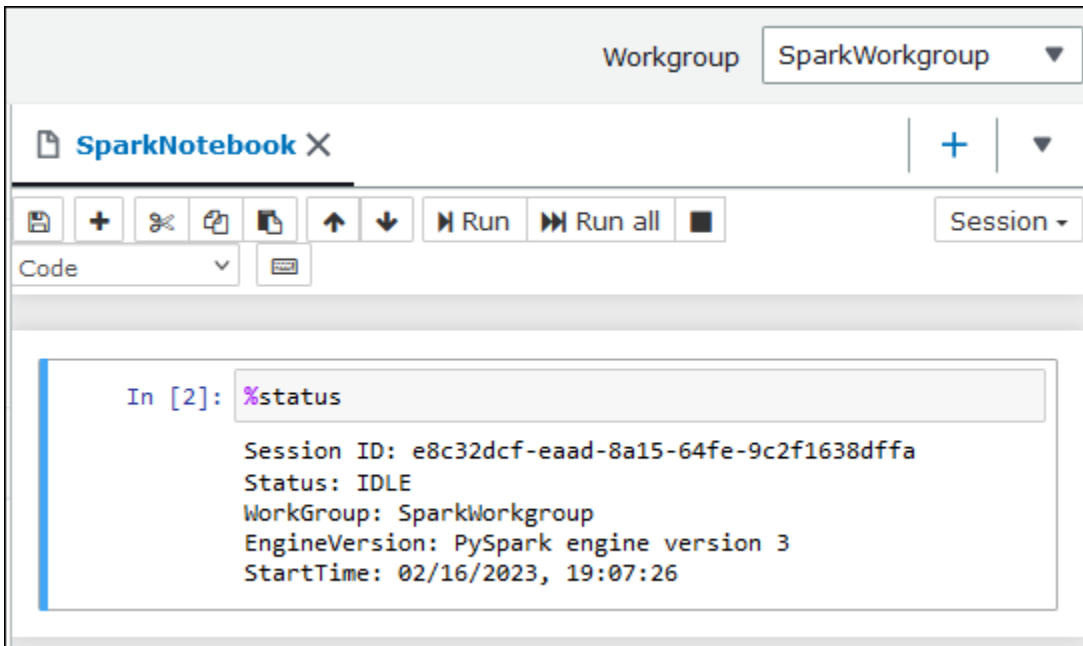 Workgroup SparkWorkgroup
SparkNotebook
Run Run all Session
Code
In [2]: %status
Session ID: e8c32dcf-eaad-8a15-64fe-9c2f1638dffa
Status: IDLE
WorkGroup: SparkWorkgroup
EngineVersion: PySpark engine version 3
StartTime: 02/16/2023, 19:07:26